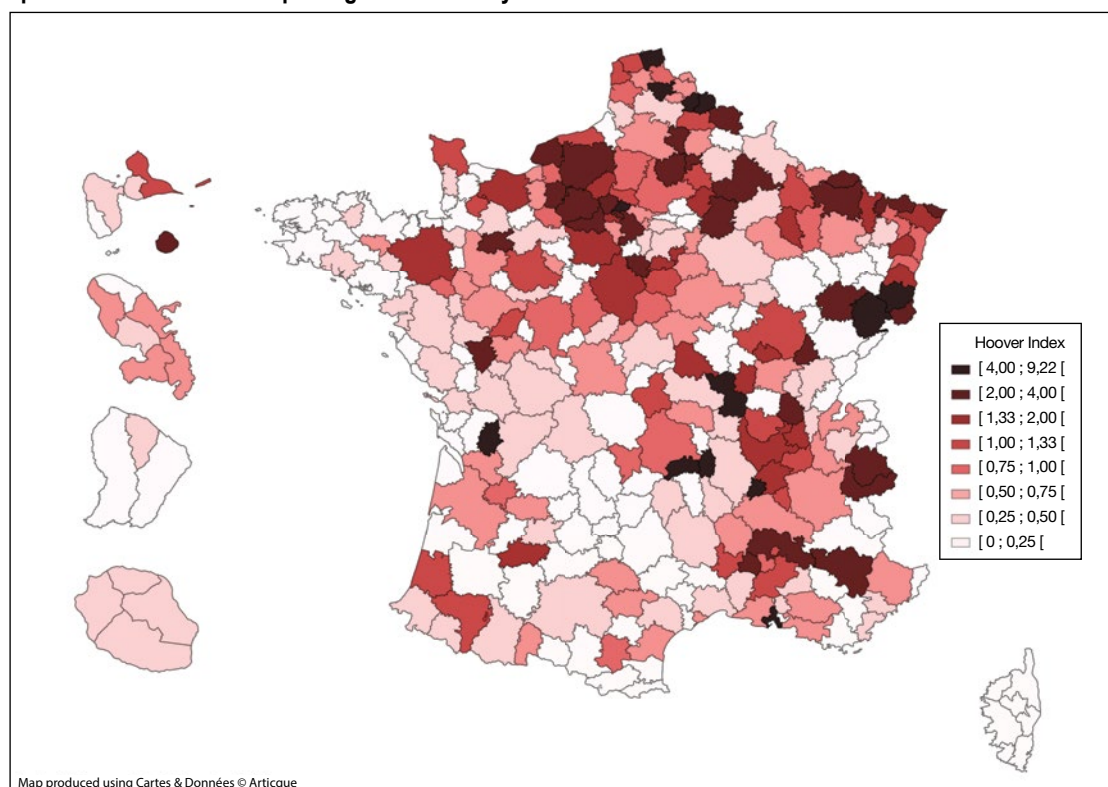 Hoover Index
[ 4,00 ; 9,22 [
[ 2,00 ; 4,00 [
[ 1,33 ; 2,00 [
[ 1,00 ; 1,33 [
[ 0,75 ; 1,00 [
[ 0,50 ; 0,75 [
[ 0,25 ; 0,50 [
[ 0 ; 0,25 [
Map produced using Cartes & Données © Articque